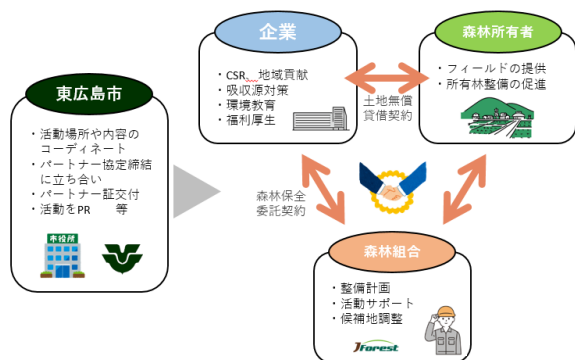 東広島市
・活動場所や内容の
コーディネート
・パートナー協定締結
に立ち合い
・パートナー証交付
・活動をPR　等
市役所
企業
・CSR、地域貢献
・吸収源対策
・環境教育
・福利厚生
土地無償
貸借契約
森林所有者
・フィールドの提供
・所有林整備の促進
森林保全
委託契約
森林組合
・整備計画
・活動サポート
・候補地調整
JForest